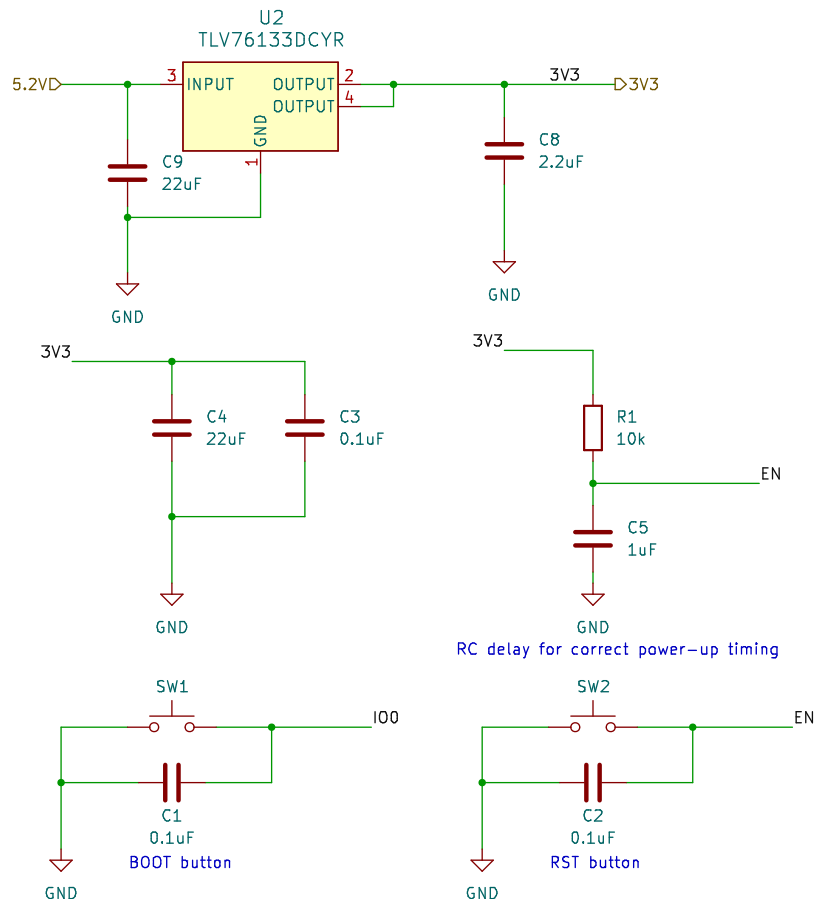 U2
TLV76133DCYR
5.2V
3
INPUT
OUTPUT
2
3V3
3V3
OUTPUT
4
GND
1
C9
22uF
C8
2.2uF
GND
GND
3V3
C4
22uF
C3
0.1uF
GND
3V3
R1
10k
EN
C5
1uF
GND
RC delay for correct power-up timing
SW1
IO0
C1
0.1uF
BOOT button
GND
SW2
EN
C2
0.1uF
RST button
GND